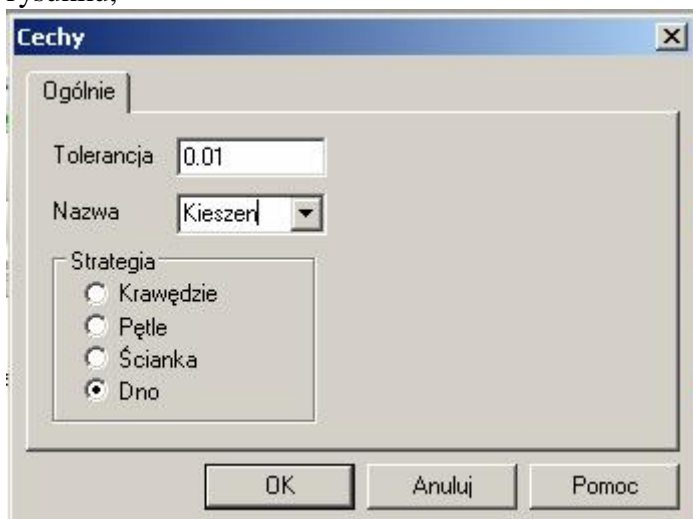 Cechy
Ogólnie
Tolerancja 0.01
Nazwa Kieszen
Strategia
Krawędzie
Pętle
Ścianka
Dno
OK Anuluj Pomoc